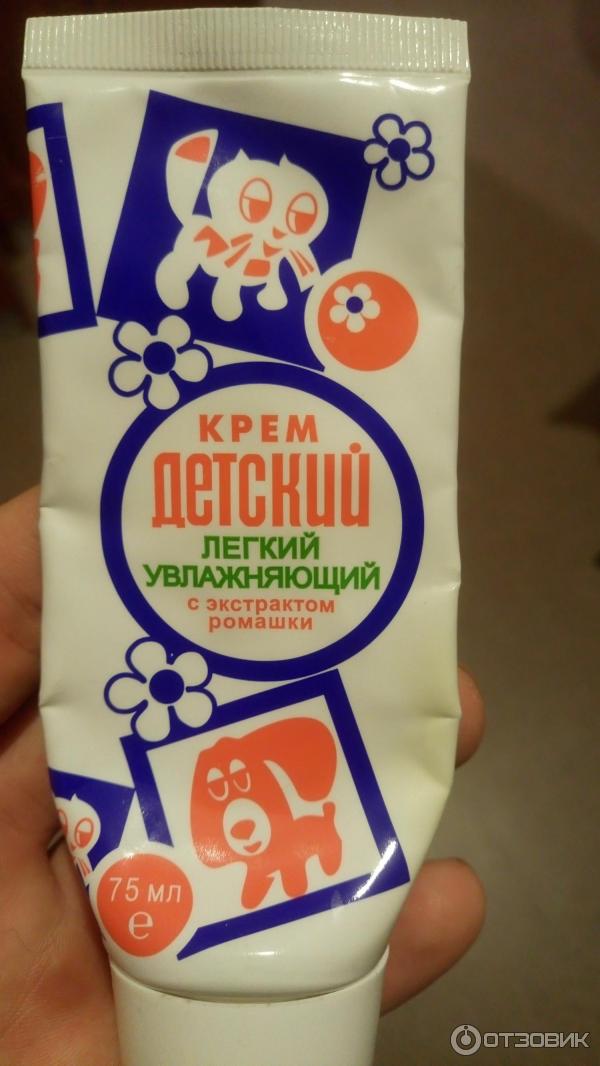 КРЕМ
ДЕТСКИЙ
ЛЕГКИЙ
УВЛАЖНЯЮЩИЙ
с экстрактом
ромашки
75 мл
e
ОТЗОВИК